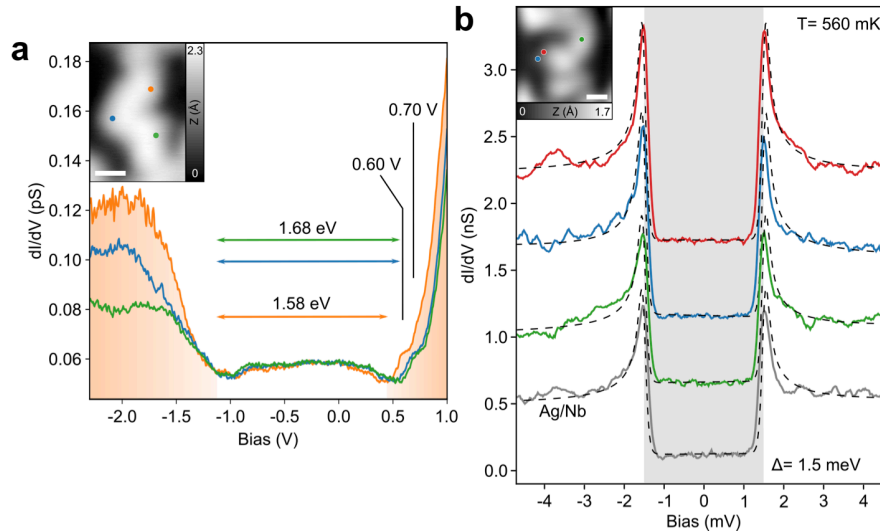 a
0.18
0.16
0.14
0.12
0.10
0.08
0.06
dI/dV (pS)
-2.0
-1.5
-1.0
-0.5
0.0
0.5
1.0
Bias (V)
2.3
Z (Å)
0
0.70 V
0.60 V
1.68 eV
1.58 eV
b
3.0
2.5
2.0
1.5
1.0
0.5
0.0
dI/dV (nS)
-4
-3
-2
-1
0
1
2
3
4
Bias (mV)
0
Z (Å)
1.7
T= 560 mK
Ag/Nb
Δ= 1.5 meV